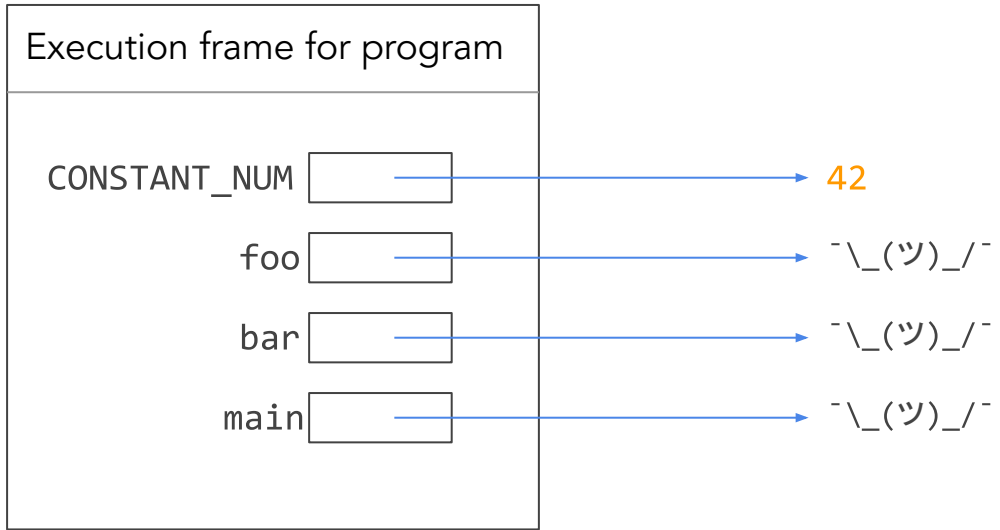 Execution frame for program
CONSTANT_NUM 42
foo ¯\_(ツ)_/¯
bar ¯\_(ツ)_/¯
main ¯\_(ツ)_/¯